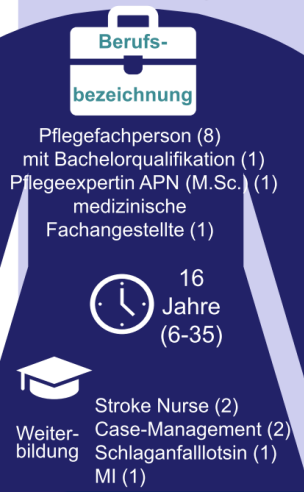 Berufs-
bezeichnung
Pflegefachperson (8)
mit Bachelorqualifikation (1)
Pflegeexpertin APN (M.Sc.) (1)
medizinische
Fachangestellte (1)
16
Jahre
(6-35)
Weiter-
bildung
Stroke Nurse (2)
Case-Management (2)
Schlaganfalllotsin (1)
MI (1)